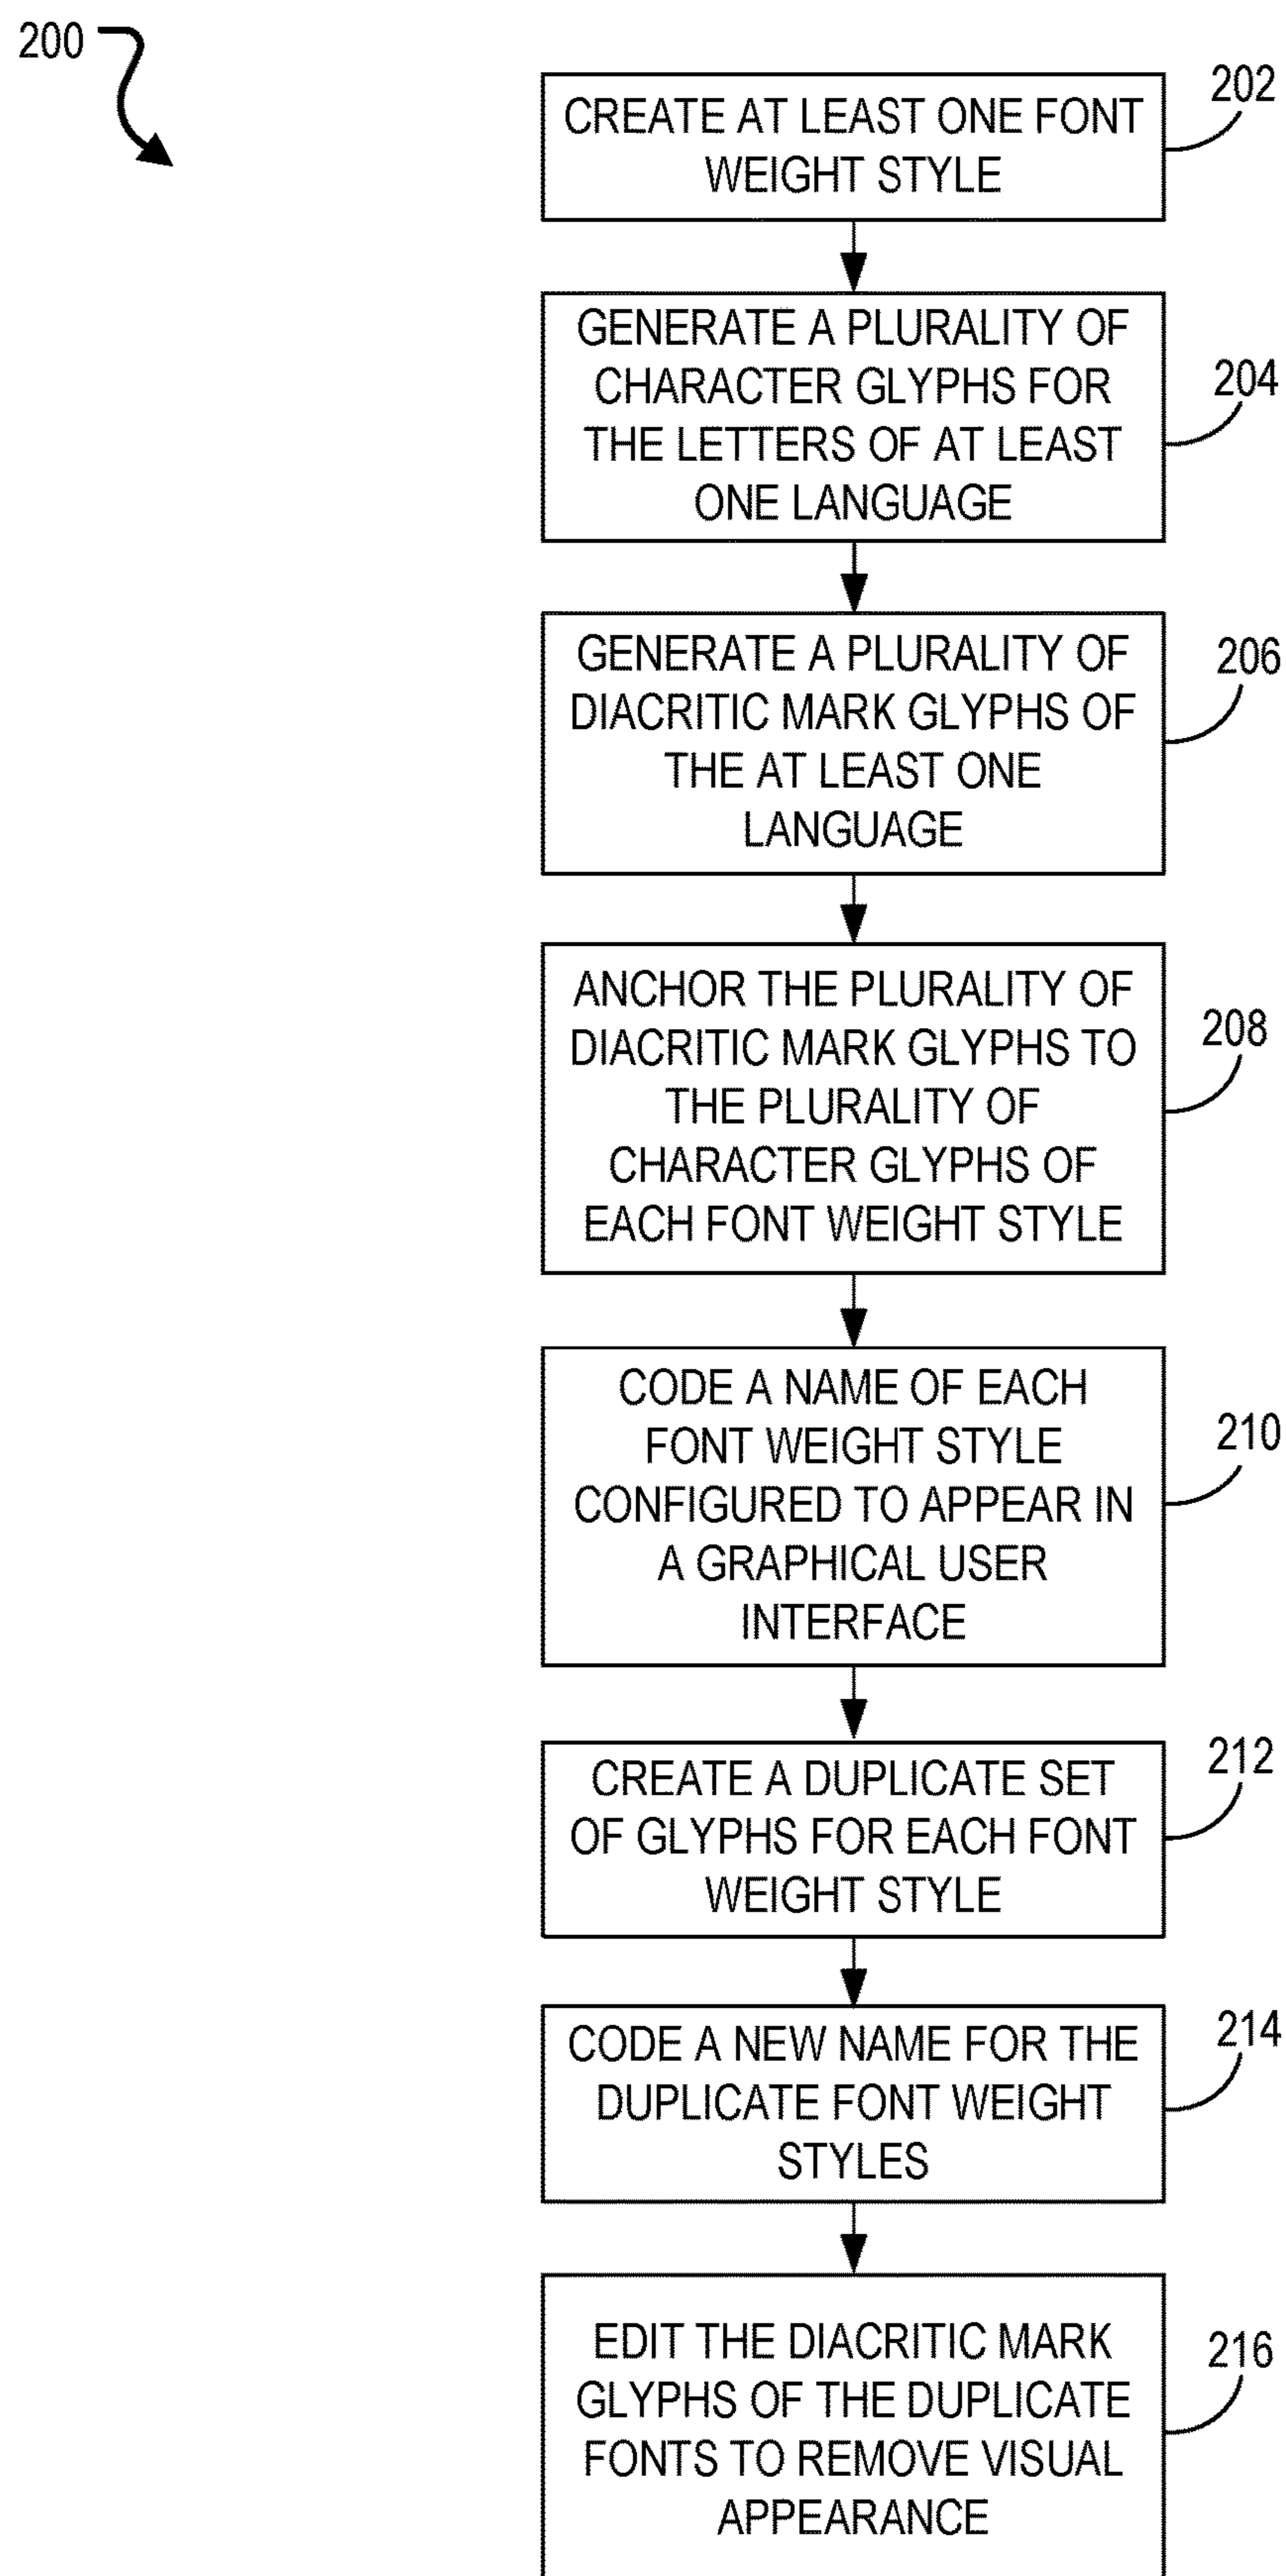 200
CREATE AT LEAST ONE FONT
WEIGHT STYLE
202
GENERATE A PLURALITY OF
CHARACTER GLYPHS FOR
THE LETTERS OF AT LEAST
ONE LANGUAGE
204
GENERATE A PLURALITY OF
DIACRITIC MARK GLYPHS OF
THE AT LEAST ONE
LANGUAGE
206
ANCHOR THE PLURALITY OF
DIACRITIC MARK GLYPHS TO
THE PLURALITY OF
CHARACTER GLYPHS OF
EACH FONT WEIGHT STYLE
208
CODE A NAME OF EACH
FONT WEIGHT STYLE
CONFIGURED TO APPEAR IN
A GRAPHICAL USER
INTERFACE
210
CREATE A DUPLICATE SET
OF GLYPHS FOR EACH FONT
WEIGHT STYLE
212
CODE A NEW NAME FOR THE
DUPLICATE FONT WEIGHT
STYLES
214
EDIT THE DIACRITIC MARK
GLYPHS OF THE DUPLICATE
FONTS TO REMOVE VISUAL
APPEARANCE
216